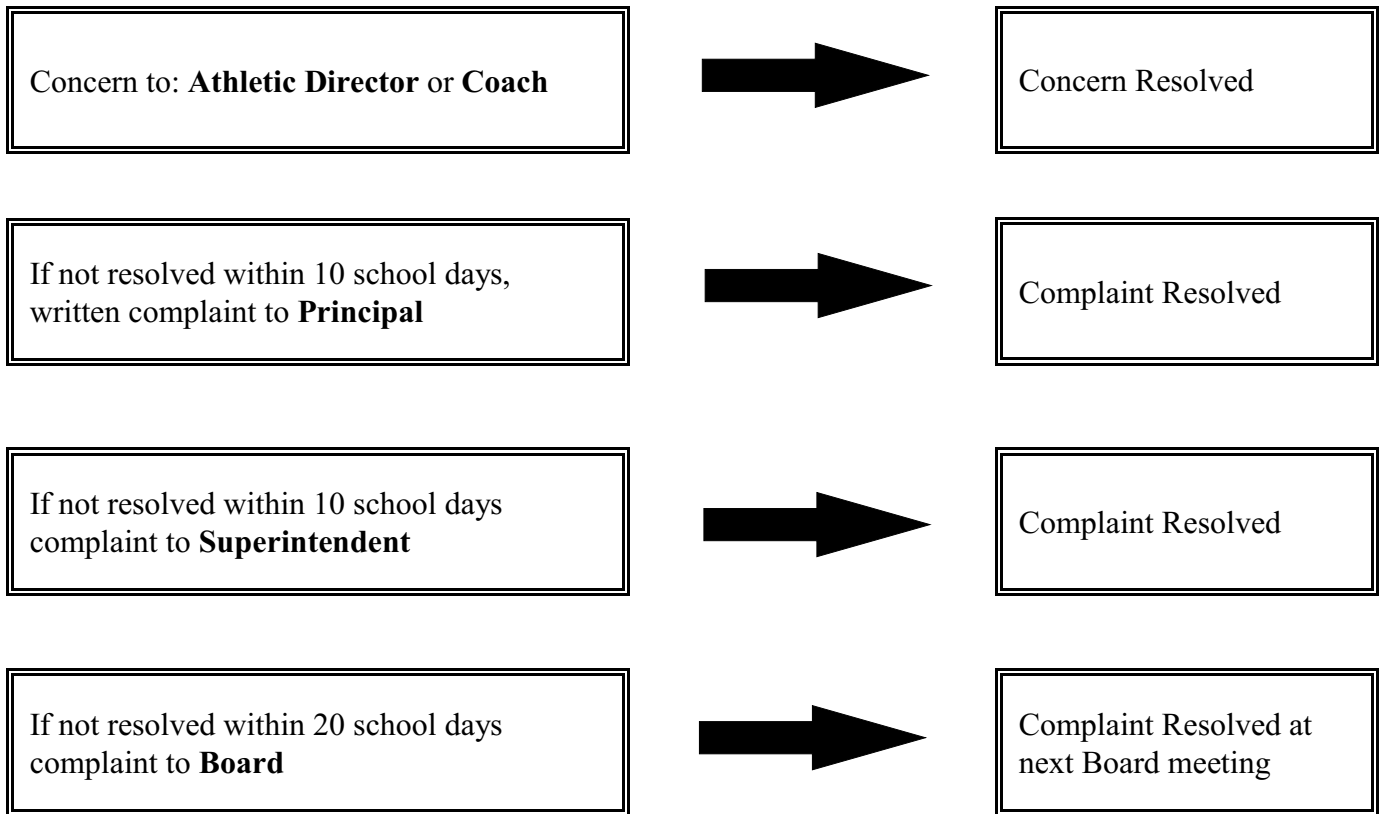 Concern to: Athletic Director or Coach
Concern Resolved
If not resolved within 10 school days,
written complaint to Principal
Complaint Resolved
If not resolved within 10 school days
complaint to Superintendent
Complaint Resolved
If not resolved within 20 school days
complaint to Board
Complaint Resolved at
next Board meeting